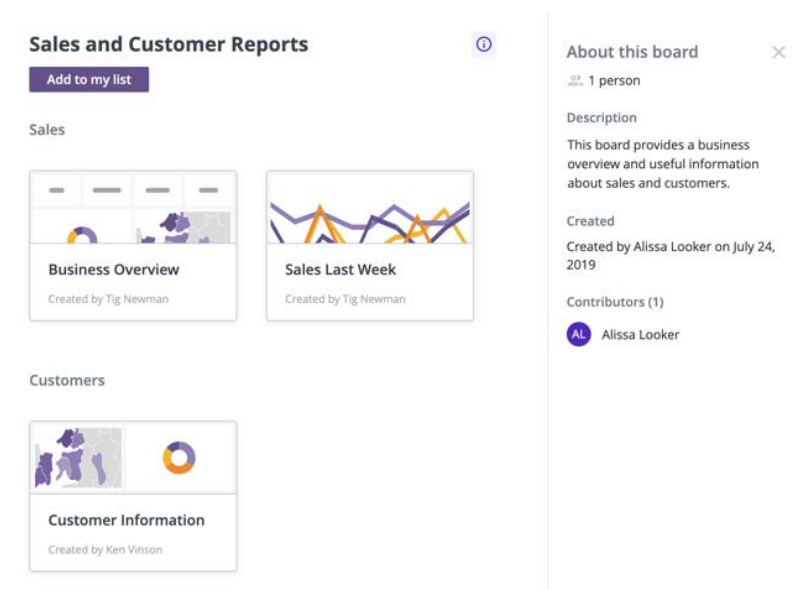 Sales and Customer Reports
Add to my list
Sales
Business Overview
Created by Tig Newman
Sales Last Week
Created by Tig Newman
Customers
Customer Information
Created by Ken Vinson
About this board
1 person
Description
This board provides a business
overview and useful information
about sales and customers.
Created
Created by Alissa Looker on July 24,
2019
Contributors (1)
AL Alissa Looker